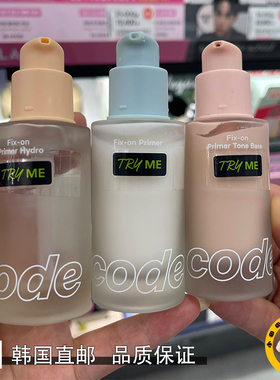 Fix-on
Primer Hydro
TRY ME
code
Fix-on Primer
TRY ME
code
Fix-on
Primer Tone Base
TRY ME
code
韩国直邮 品质保证